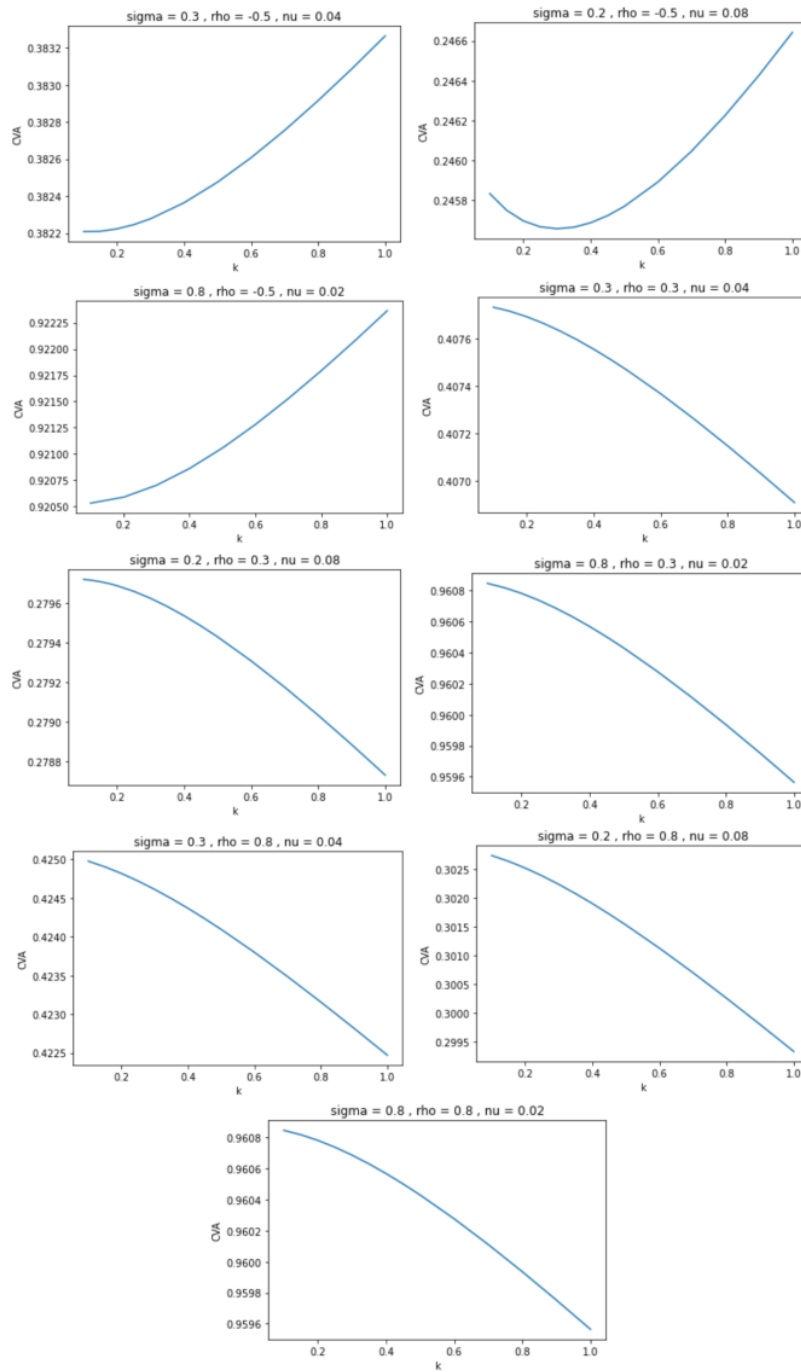 sigma = 0.3 , rho = -0.5 , nu = 0.04
0.3832
0.3830
0.3828
0.3826
0.3824
0.3822
CVA
0.2 0.4 0.6 0.8 1.0
k
sigma = 0.2 , rho = -0.5 , nu = 0.08
0.2466
0.2464
0.2462
0.2460
0.2458
CVA
0.2 0.4 0.6 0.8 1.0
k
sigma = 0.8 , rho = -0.5 , nu = 0.02
0.92225
0.92200
0.92175
0.92150
0.92125
0.92100
0.92075
0.92050
CVA
0.2 0.4 0.6 0.8 1.0
k
sigma = 0.3 , rho = 0.3 , nu = 0.04
0.4076
0.4074
0.4072
0.4070
CVA
0.2 0.4 0.6 0.8 1.0
k
sigma = 0.2 , rho = 0.3 , nu = 0.08
0.2796
0.2794
0.2792
0.2790
0.2788
CVA
0.2 0.4 0.6 0.8 1.0
k
sigma = 0.8 , rho = 0.3 , nu = 0.02
0.9608
0.9606
0.9604
0.9602
0.9600
0.9598
0.9596
CVA
0.2 0.4 0.6 0.8 1.0
k
sigma = 0.3 , rho = 0.8 , nu = 0.04
0.4250
0.4245
0.4240
0.4235
0.4230
0.4225
CVA
0.2 0.4 0.6 0.8 1.0
k
sigma = 0.2 , rho = 0.8 , nu = 0.08
0.3025
0.3020
0.3015
0.3010
0.3005
0.3000
0.2995
CVA
0.2 0.4 0.6 0.8 1.0
k
sigma = 0.8 , rho = 0.8 , nu = 0.02
0.9608
0.9606
0.9604
0.9602
0.9600
0.9598
0.9596
CVA
0.2 0.4 0.6 0.8 1.0
k